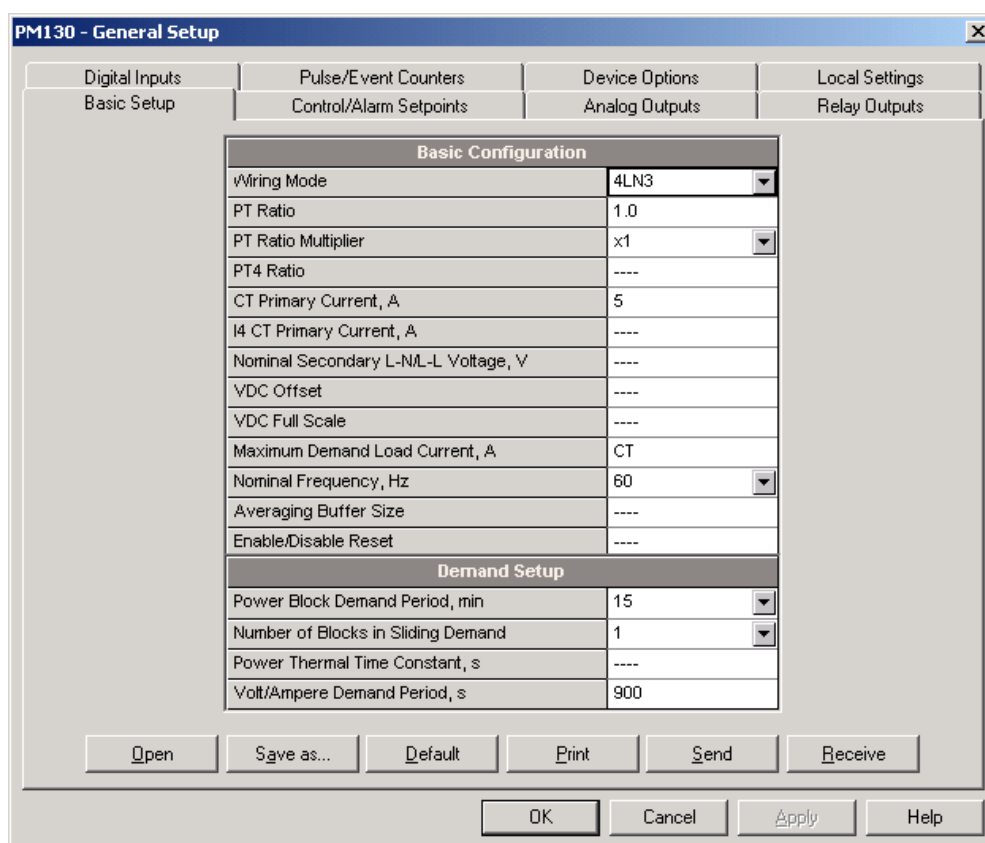 PM130 - General Setup
Digital Inputs Pulse/Event Counters Device Options Local Settings
Basic Setup Control/Alarm Setpoints Analog Outputs Relay Outputs
Basic Configuration
Wiring Mode 4LN3
PT Ratio 1.0
PT Ratio Multiplier x1
PT4 Ratio ----
CT Primary Current, A 5
I4 CT Primary Current, A ----
Nominal Secondary L-N/L-L Voltage, V ----
VDC Offset ----
VDC Full Scale ----
Maximum Demand Load Current, A CT
Nominal Frequency, Hz 60
Averaging Buffer Size ----
Enable/Disable Reset ----
Demand Setup
Power Block Demand Period, min 15
Number of Blocks in Sliding Demand 1
Power Thermal Time Constant, s ----
Volt/Ampere Demand Period, s 900
Open Save as... Default Print Send Receive
OK Cancel Apply Help